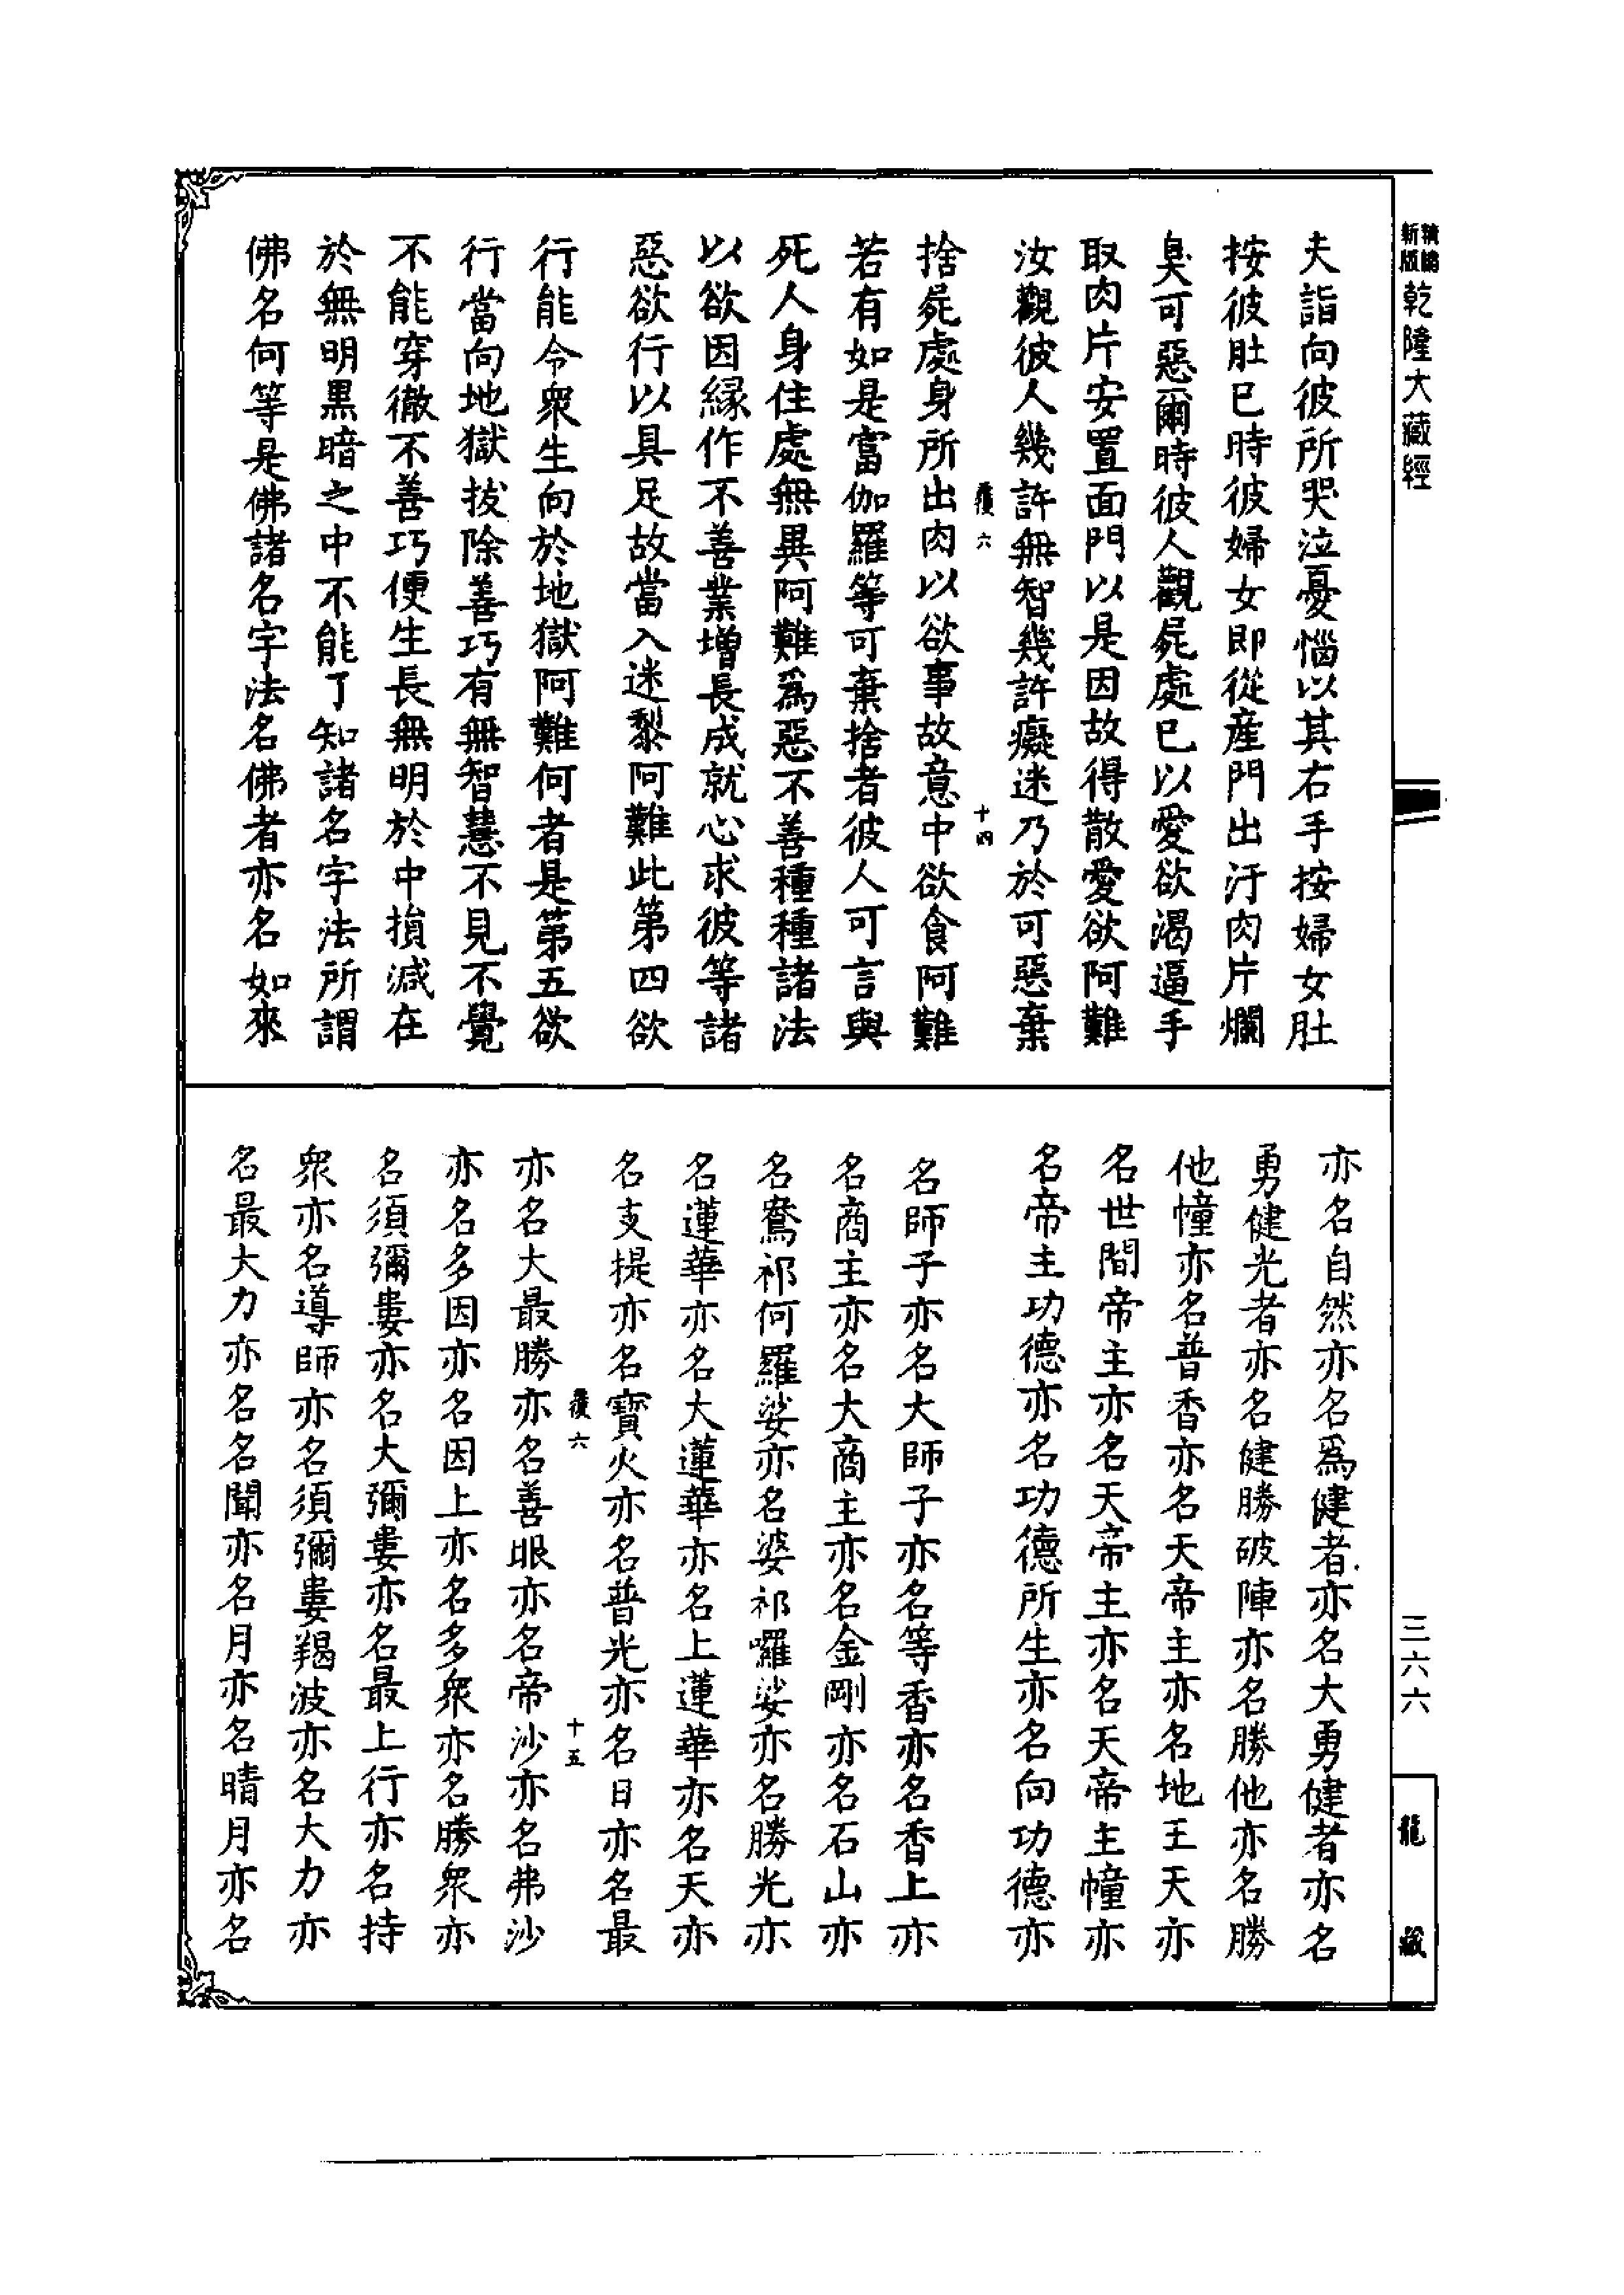 新版
精縮
乾隆大藏經
三六六
龍藏
夫詣向彼所哭泣憂惱以其右手按婦女肚
按彼肚已時彼婦女即從産門出汙肉片爛
臭可惡爾時彼人觀屍處已以愛欲渴逼手
取肉片安置面門以是因故得散愛欲阿難
汝觀彼人幾許無智幾許癡迷乃於可惡棄
覆六
十四
捨屍處身所出肉以欲事故意中欲食阿難
若有如是富伽羅等可棄捨者彼人可言與
死人身住處無異阿難爲惡不善種種諸法
以欲因緣作不善業增長成就心求彼等諸
惡欲行以具足故當入迷黎阿難此第四欲
行能令衆生向於地獄阿難何者是第五欲
行當向地獄拔除善巧有無智慧不見不覺
不能穿徹不善巧便生長無明於中損減在
於無明黒暗之中不能了知諸名字法所謂
佛名何等是佛諸名字法名佛者亦名如來
亦名自然亦名爲健者亦名大勇健者亦名
勇健光者亦名健勝破陣亦名勝他亦名勝
他幢亦名普香亦名天帝主亦名地王天亦
名世間帝主亦名天帝主亦名天帝主幢亦
名帝主功德亦名功德所生亦名向功德亦
名師子亦名大師子亦名等香亦名香上亦
名商主亦名大商主亦名金剛亦名石山亦
名鴦祁何羅娑亦名婆祁囉娑亦名勝光亦
名蓮華亦名大蓮華亦名上蓮華亦名天亦
名支提亦名寶火亦名普光亦名日亦名最
覆六
十五
亦名大最勝亦名善眼亦名帝沙亦名弗沙
亦名多因亦名因上亦名多衆亦名勝衆亦
名須彌婁亦名大彌婁亦名最上行亦名持
衆亦名導師亦名須彌婁羯波亦名大力亦
名最大力亦名名聞亦名月亦名晴月亦名